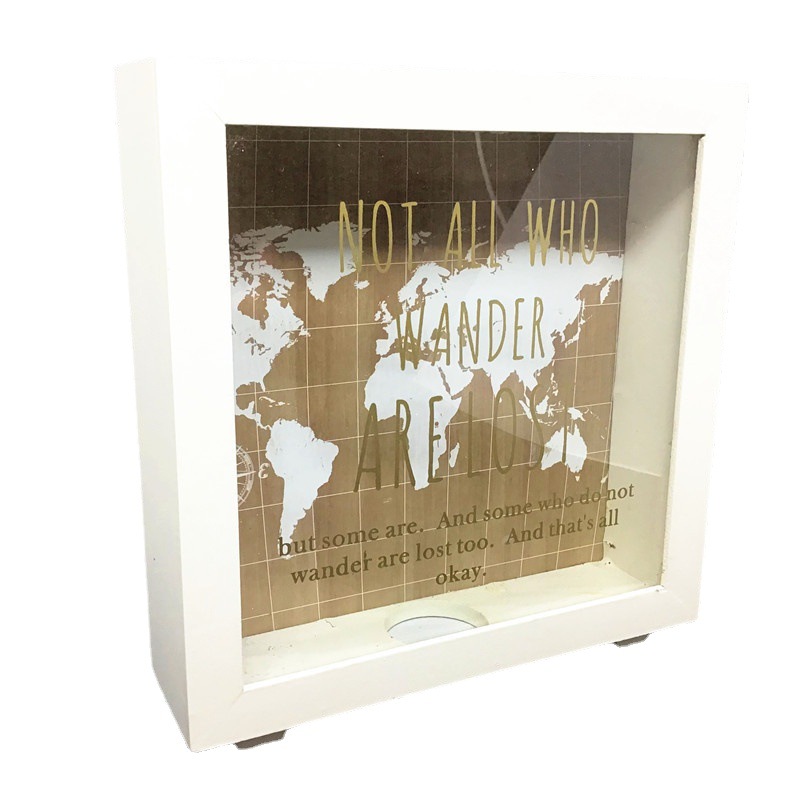 NOT ALL WHO
WANDER
ARE LOST
but some are. And some who do not
wander are lost too. And that's all
okay.